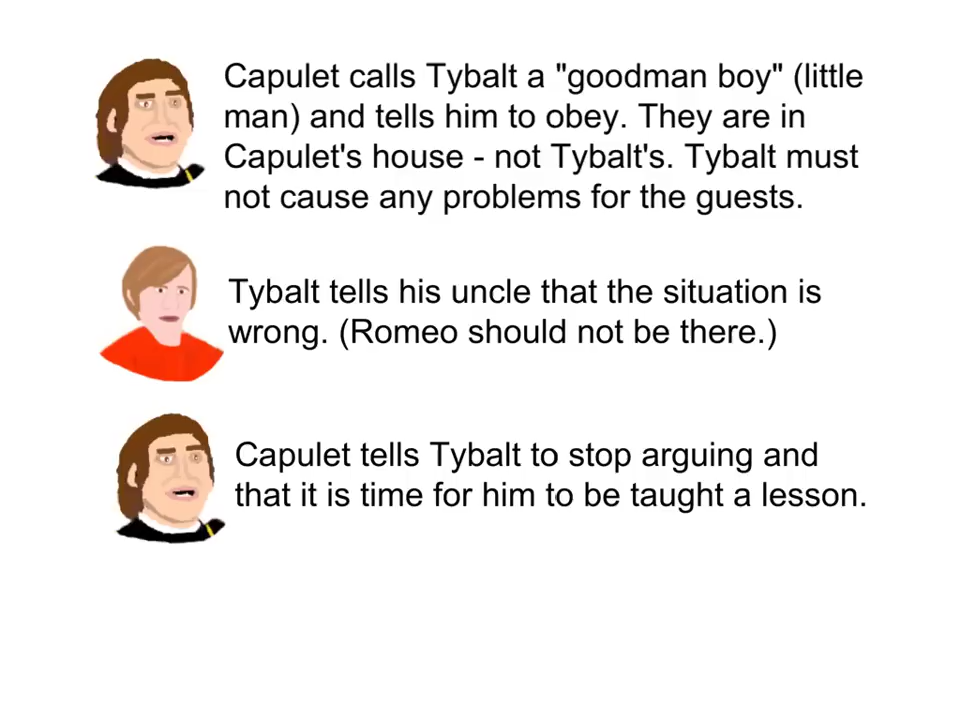 Capulet calls Tybalt a "goodman boy" (little
man) and tells him to obey. They are in
Capulet's house - not Tybalt's. Tybalt must
not cause any problems for the guests.
Tybalt tells his uncle that the situation is
wrong. (Romeo should not be there.)
Capulet tells Tybalt to stop arguing and
that it is time for him to be taught a lesson.